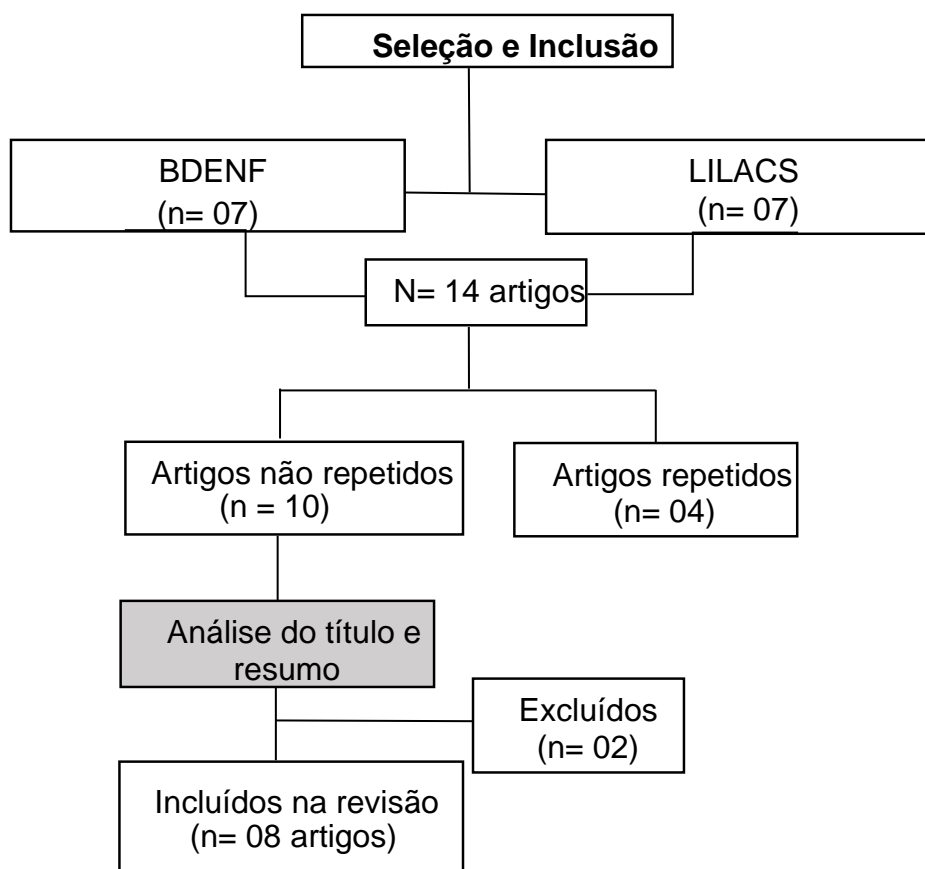 Seleção e Inclusão
BDENF
(n= 07)
LILACS
(n= 07)
N= 14 artigos
Artigos não repetidos
(n = 10)
Artigos repetidos
(n= 04)
Análise do título e
resumo
Excluídos
(n= 02)
Incluídos na revisão
(n= 08 artigos)